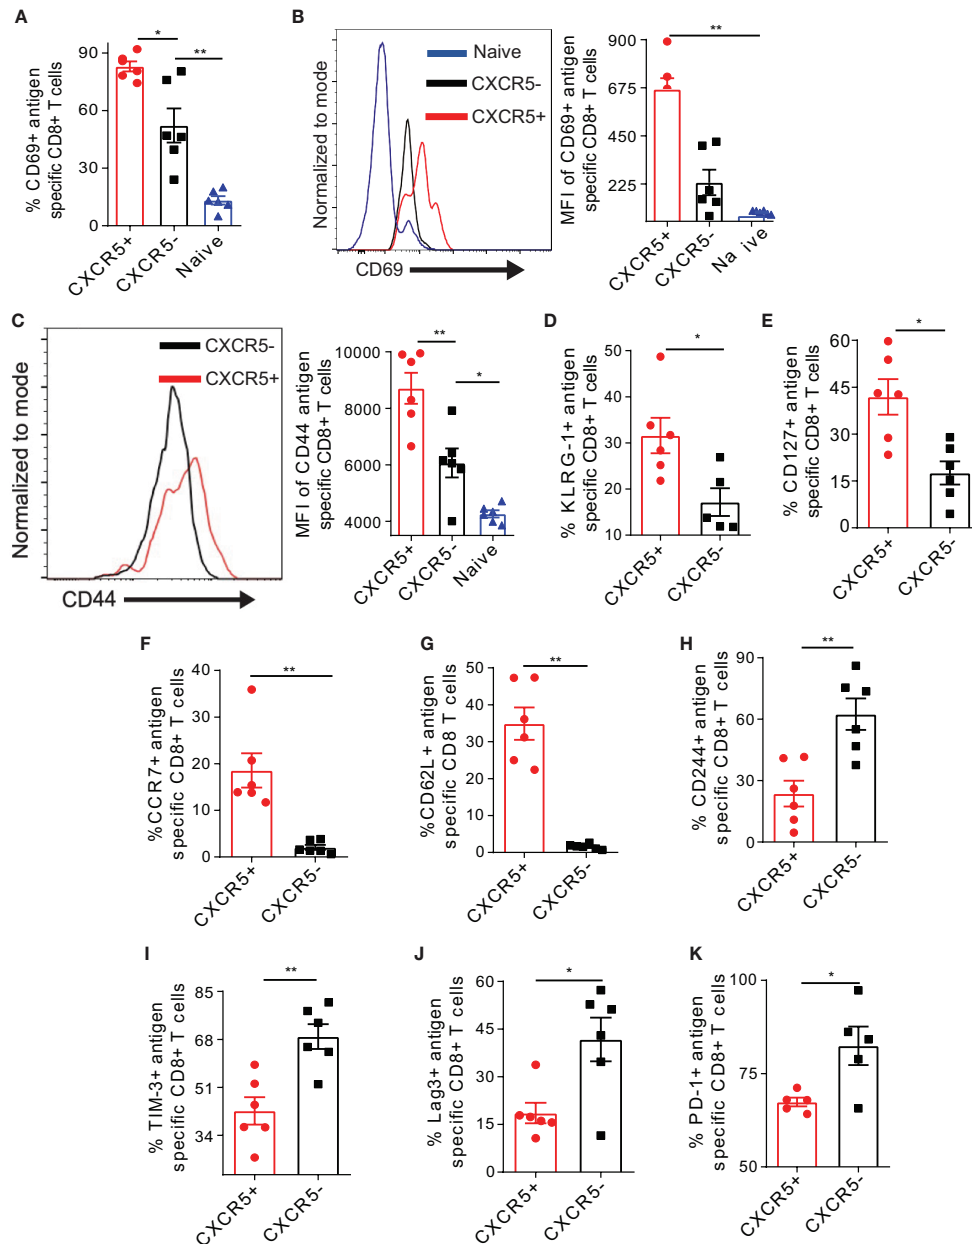 A
% CD69+ antigen
specific CD8+ T cells
90
60
30
0
*
**
CXCR5+
CXCR5-
Naive
B
Normalized to mode
CD69
Naive
CXCR5-
CXCR5+
MFI of CD69+ antigen
specific CD8+ T cells
900
675
450
225
**
CXCR5+
CXCR5-
Na ive
C
Normalized to mode
CD44
CXCR5-
CXCR5+
MFI of CD44 antigen
specific CD8+ T cells
10000
8000
6000
4000
**
*
CXCR5+
CXCR5-
Naive
D
% KLRG-1+ antigen
specific CD8+ T cells
50
40
30
20
10
*
CXCR5+
CXCR5-
E
% CD127+ antigen
specific CD8+ T cells
60
45
30
15
0
*
CXCR5+
CXCR5-
F
%CCR7+ antigen
specific CD8+ T cells
40
30
20
10
0
**
CXCR5+
CXCR5-
G
%CD62L+ antigen
specific CD8 T cells
50
40
30
20
10
0
**
CXCR5+
CXCR5-
H
% CD244+ antigen
specific CD8+ T cells
90
60
30
0
**
CXCR5+
CXCR5-
I
% TIM-3+ antigen
specific CD8+ T cells
85
68
51
34
**
CXCR5+
CXCR5-
J
% Lag3+ antigen
specific CD8+ T cells
60
45
30
15
0
*
CXCR5+
CXCR5-
K
% PD-1+ antigen
specific CD8+ T cells
100
75
50
*
CXCR5+
CXCR5-